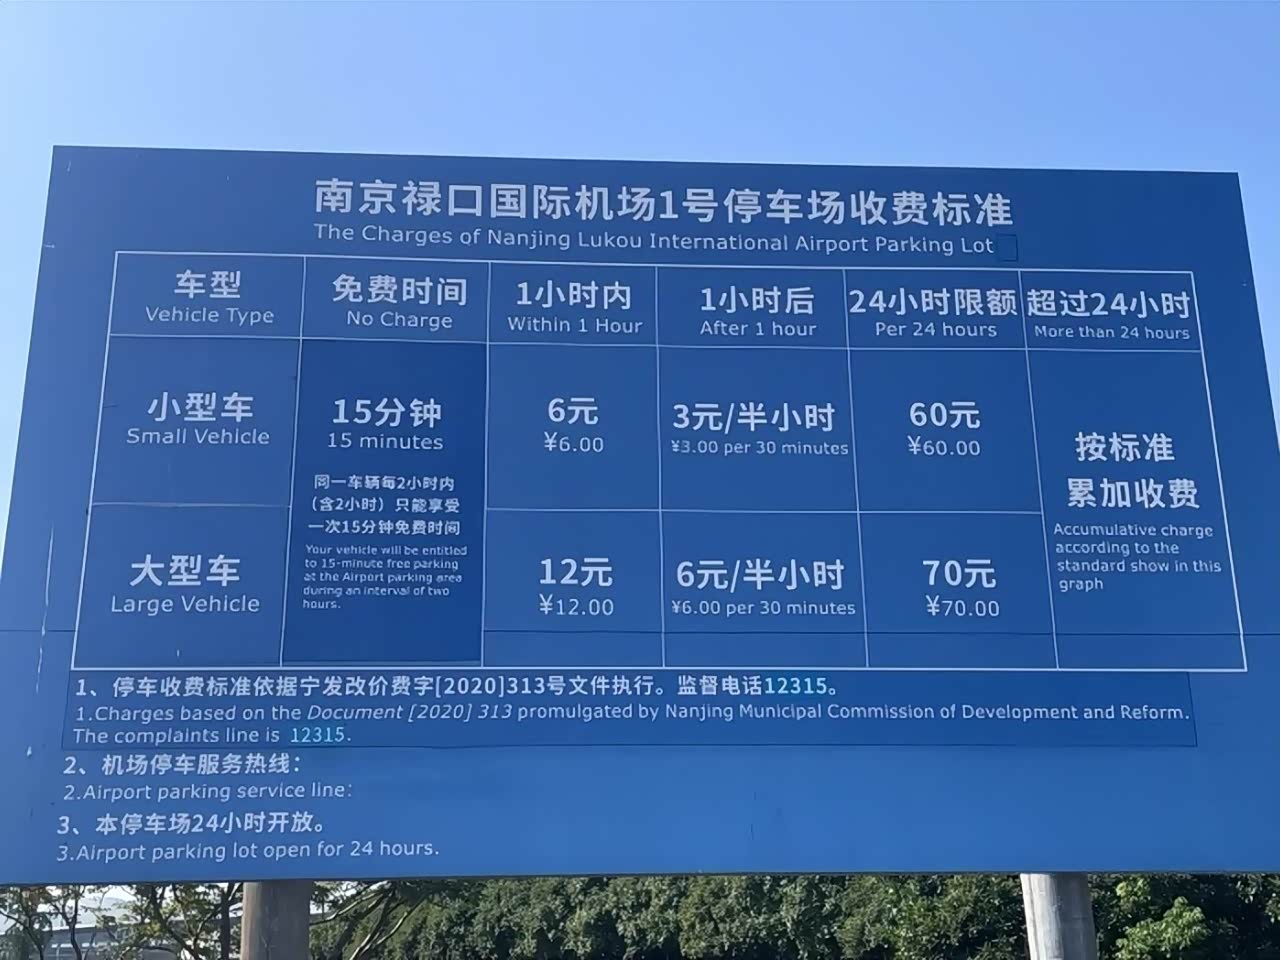 南京禄口国际机场1号停车场收费标准
The Charges of Nanjing Lukou International Airport Parking Lot
车型 免费时间 1小时内 1小时后 24小时限额 超过24小时
Vehicle Type No Charge Within 1 Hour After 1 hour Per 24 hours More than 24 hours
小型车 15分钟 6元 3元/半小时 60元
Small Vehicle 15 minutes ¥6.00 ¥3.00 per 30 minutes ¥60.00
同一车辆每2小时内
（含2小时）只能享受
一次15分钟免费时间
Your vehicle will be entitled
to 15-minute free parking
at the Airport parking area
during an interval of two
hours.
按标准
累加收费
Accumulative charge
according to the
standard show in this
graph
大型车 12元 6元/半小时 70元
Large Vehicle ¥12.00 ¥6.00 per 30 minutes ¥70.00
1、停车收费标准依据宁发改价费字[2020]313号文件执行。监督电话12315。
1.Charges based on the Document [2020] 313 promulgated by Nanjing Municipal Commission of Development and Reform.
The complaints line is 12315.
2、机场停车服务热线：
2.Airport parking service line:
3、本停车场24小时开放。
3.Airport parking lot open for 24 hours.